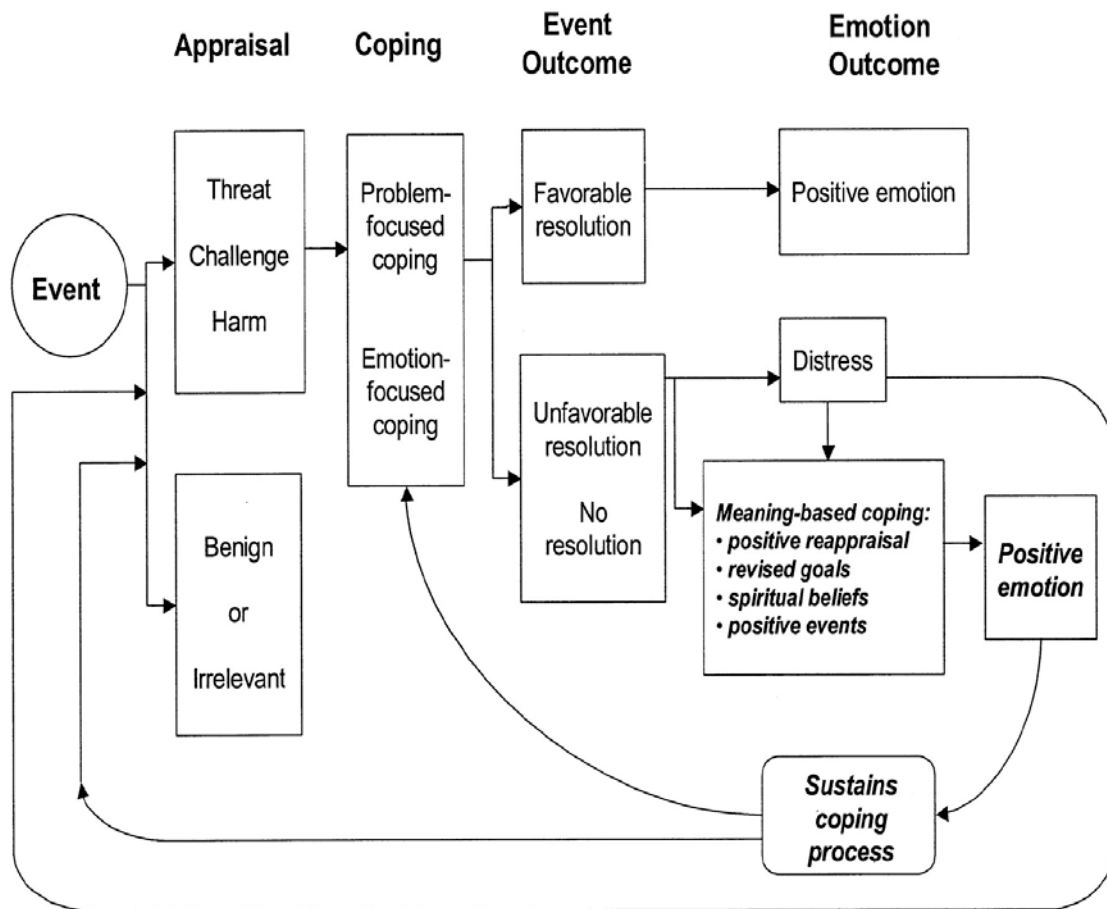 Appraisal
Coping
Event
Outcome
Emotion
Outcome
Event
Threat
Challenge
Harm
Benign
or
Irrelevant
Problem-
focused
coping
Emotion-
focused
coping
Favorable
resolution
Unfavorable
resolution
No
resolution
Positive emotion
Distress
Meaning-based coping:
• positive reappraisal
• revised goals
• spiritual beliefs
• positive events
Positive
emotion
Sustains
coping
process